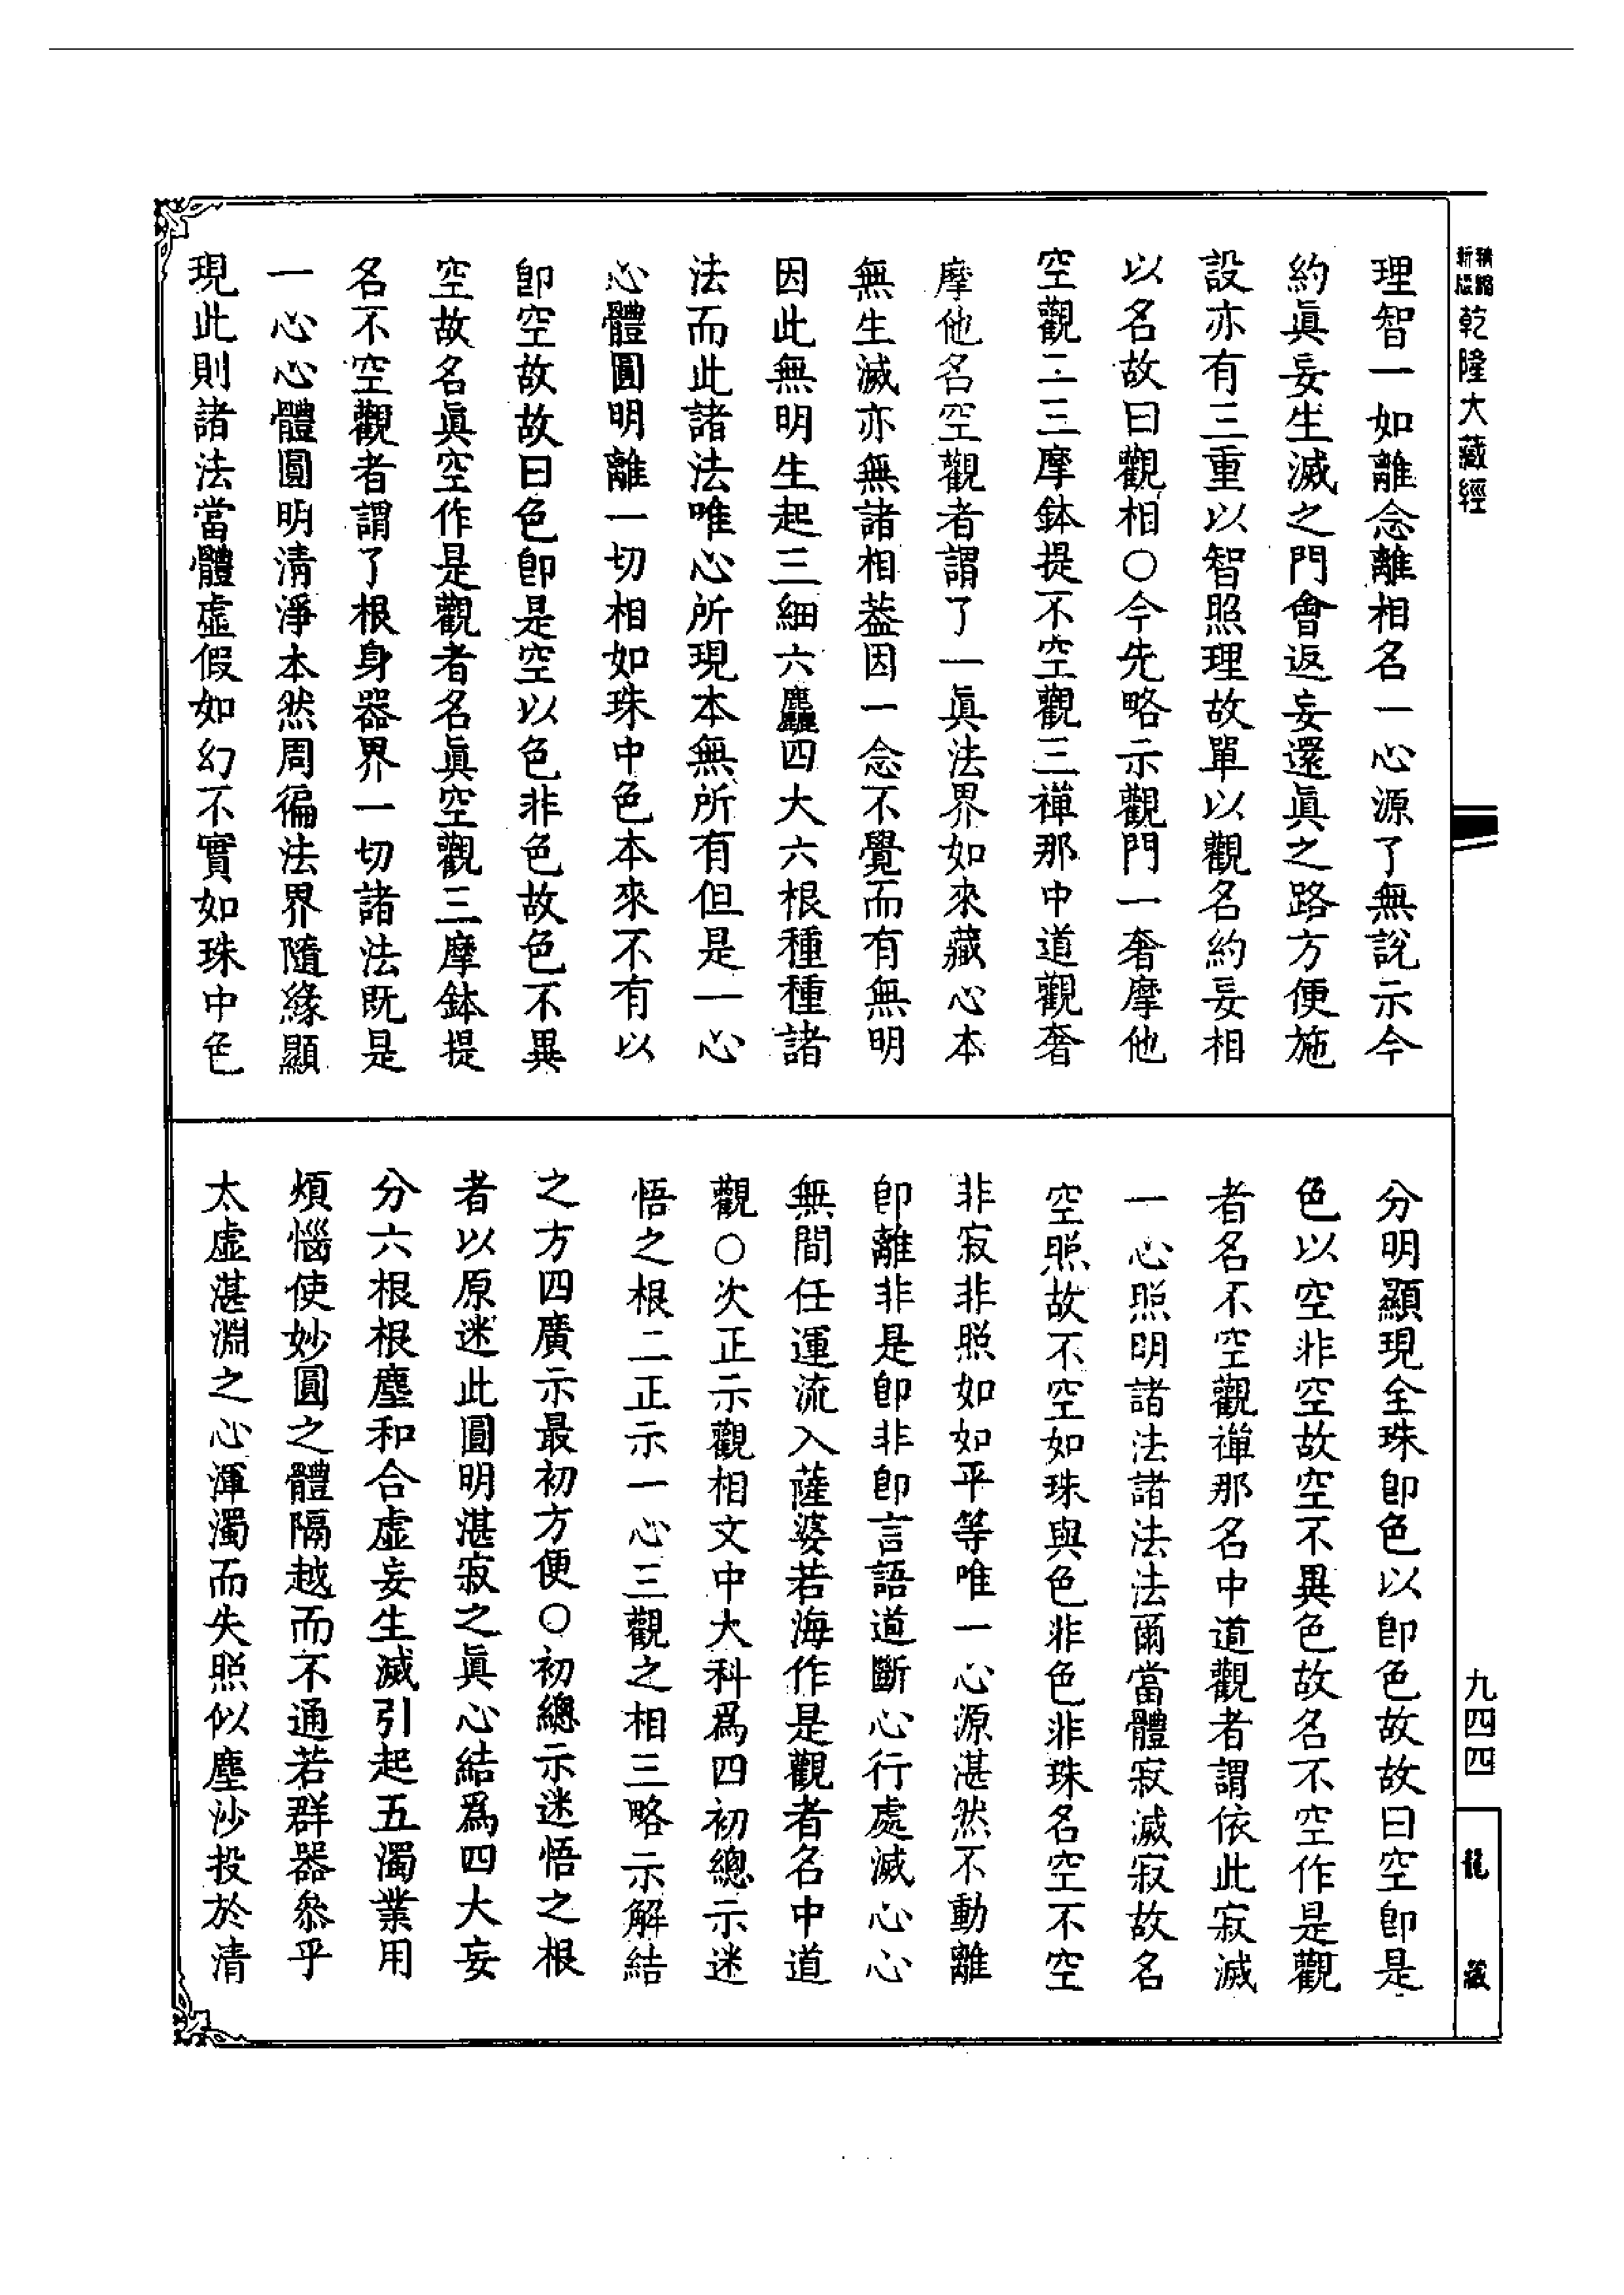 新版
精縮
乾隆大藏經
理智一如離念離相名一心源了無說示今
約眞妄生滅之門會返妄還眞之路方便施
設亦有三重以智照理故單以觀名約妄相
以名故曰觀相○今先略示觀門一奢摩他
空觀二三摩鉢提不空觀三禪那中道觀奢
摩他名空觀者謂了一眞法界如來藏心本
無生滅亦無諸相葢因一念不覺而有無明
因此無明生起三細六麤四大六根種種諸
法而此諸法唯心所現本無所有但是一心
心體圓明離一切相如珠中色本來不有以
卽空故故曰色卽是空以色非色故色不異
空故名眞空作是觀者名眞空觀三摩鉢提
名不空觀者謂了根身器界一切諸法既是
一心心體圓明清淨本然周徧法界隨緣顯
現此則諸法當體虛假如幻不實如珠中色
分明顯現全珠卽色以卽色故故曰空卽是
色以空非空故空不異色故名不空作是觀
者名不空觀禪那名中道觀者謂依此寂滅
一心照明諸法諸法法爾當體寂滅寂故名
空照故不空如珠與色非色非珠名空不空
非寂非照如如平等唯一心源湛然不動離
卽離非是卽非卽言語道斷心行處滅心心
無間任運流入薩婆若海作是觀者名中道
觀○次正示觀相文中大科爲四初總示迷
悟之根二正示一心三觀之相三略示解結
之方四廣示最初方便○初總示迷悟之根
者以原迷此圓明湛寂之眞心結爲四大妄
分六根根塵和合虛妄生滅引起五濁業用
煩惱使妙圓之體隔越而不通若群器叅乎
太虛湛淵之心渾濁而失照似塵沙投於清
九四四
龍藏